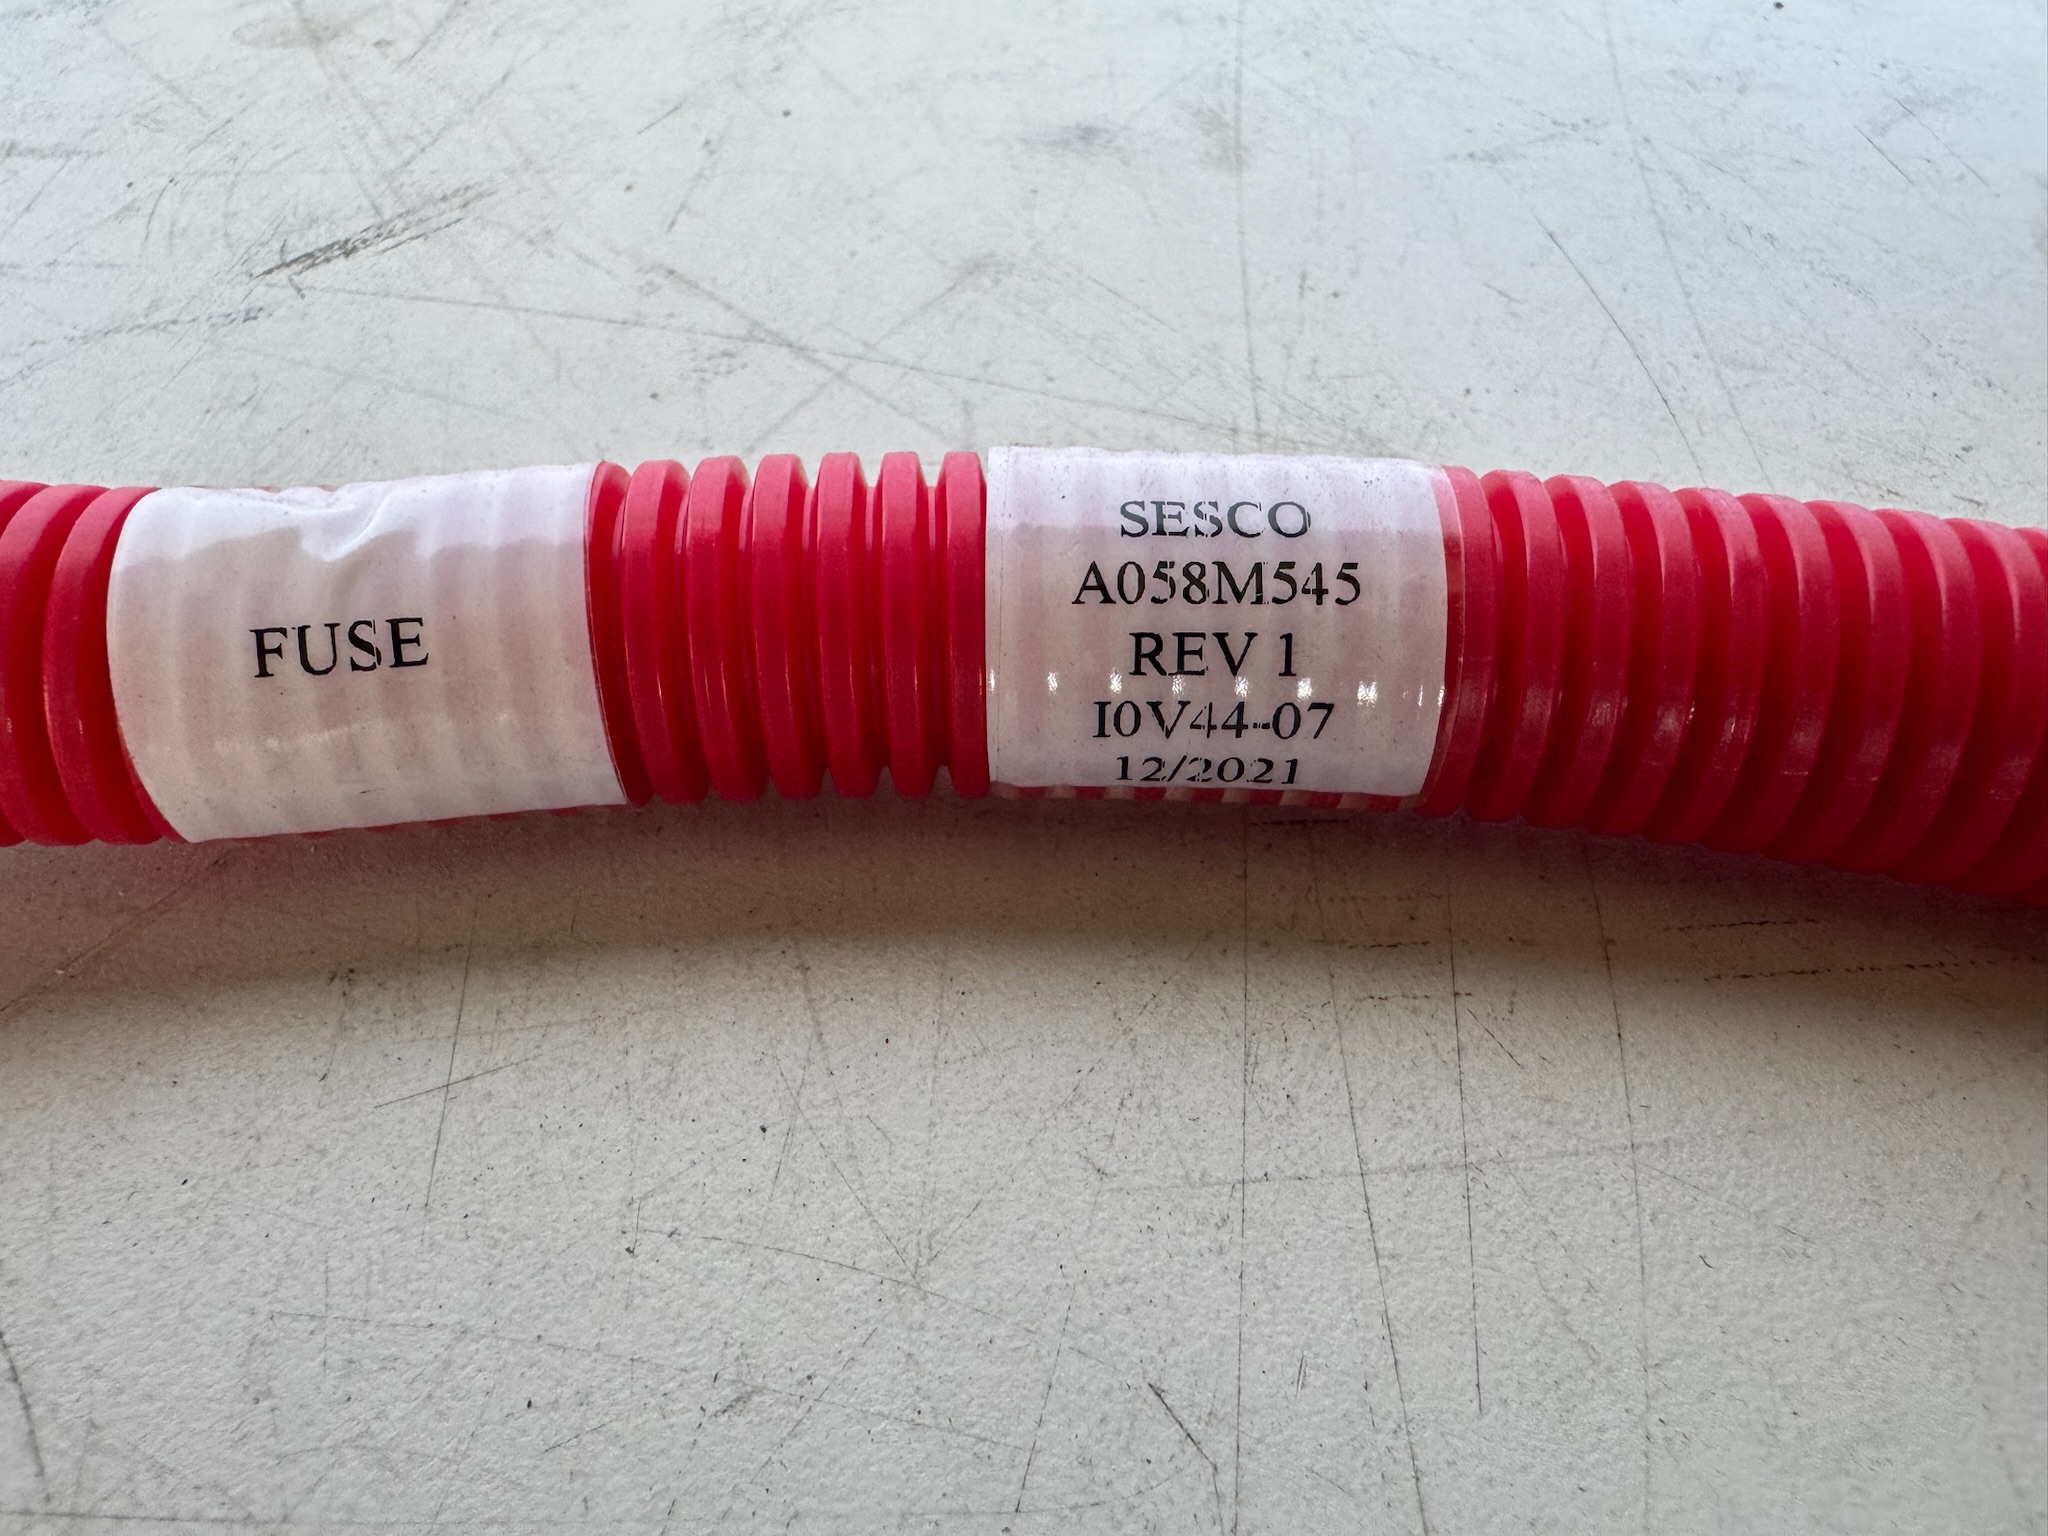 FUSE
SESCO
A058M545
REV 1
I0V44-07
12/2021